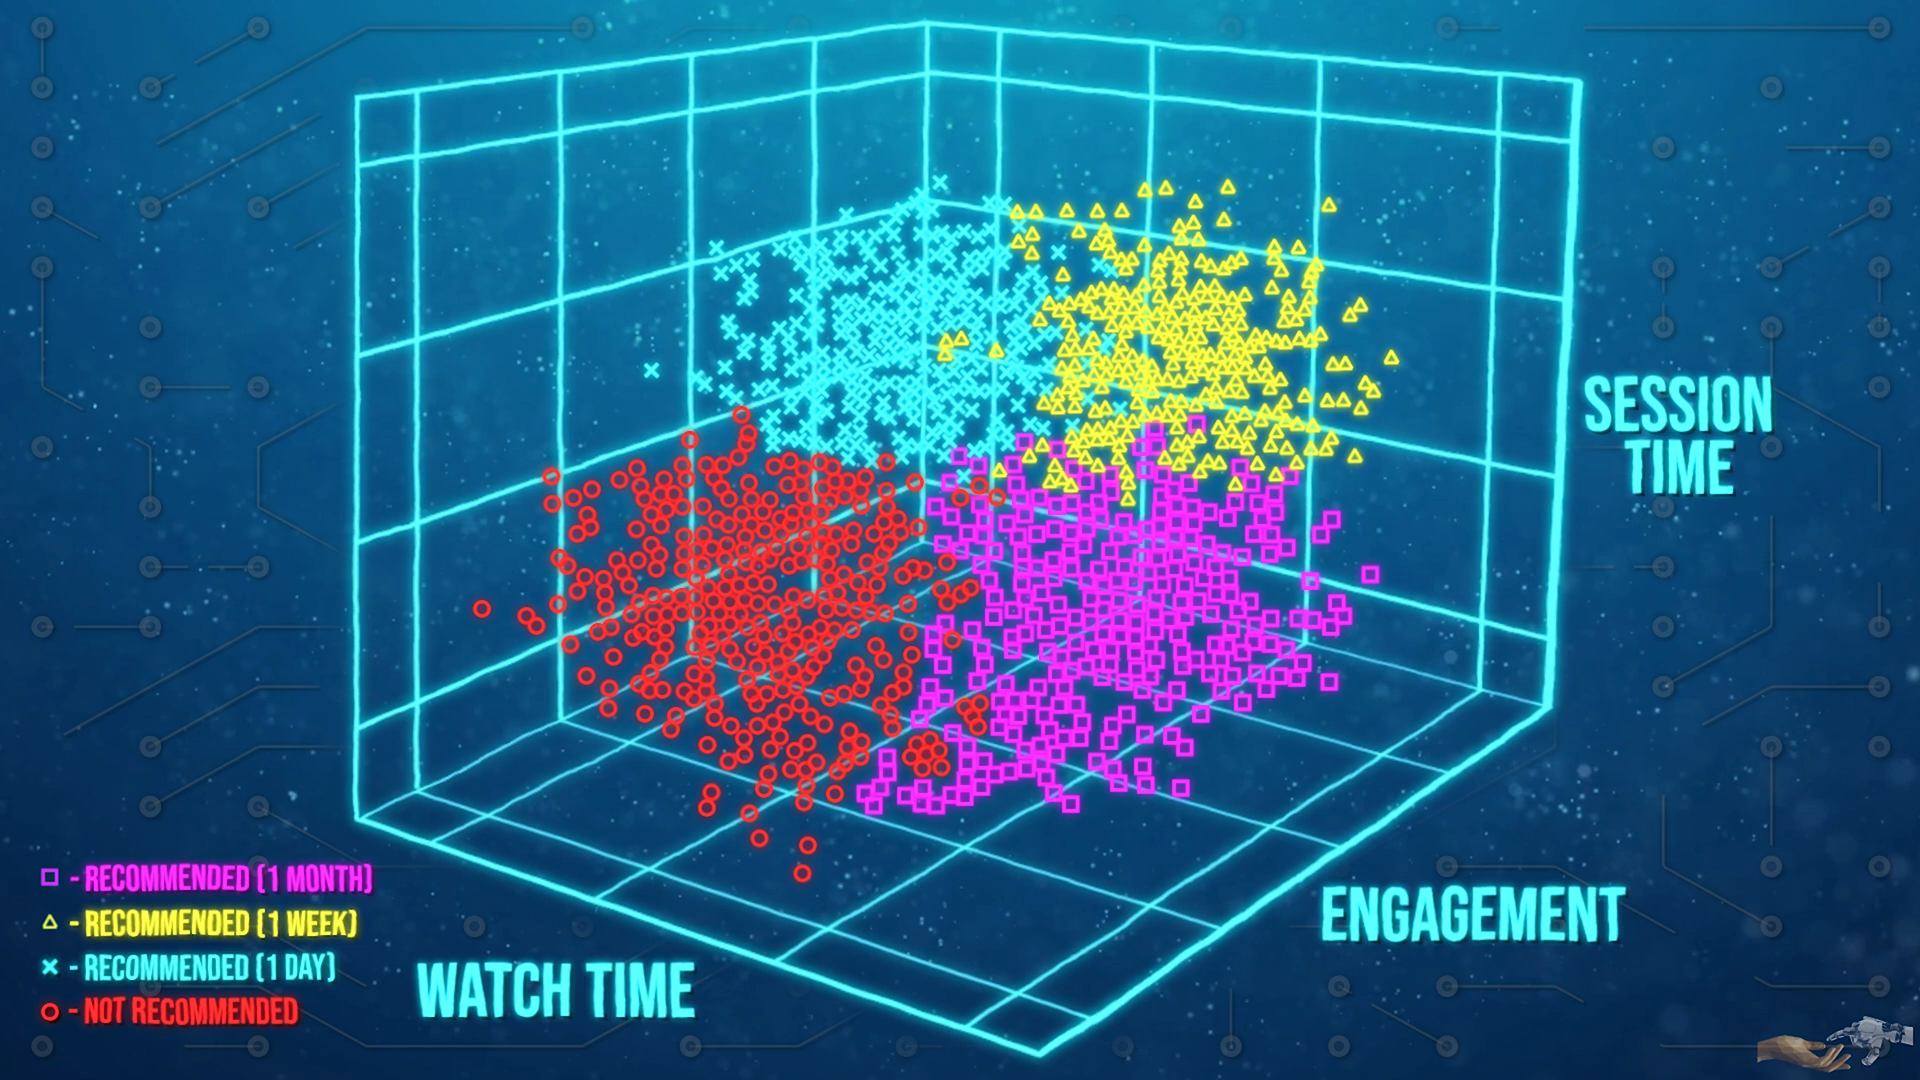 SESSION
TIME
□ - RECOMMENDED (1 MONTH)
△ - RECOMMENDED (1 WEEK)
× - RECOMMENDED (1 DAY)
○ - NOT RECOMMENDED
WATCH TIME
ENGAGEMENT